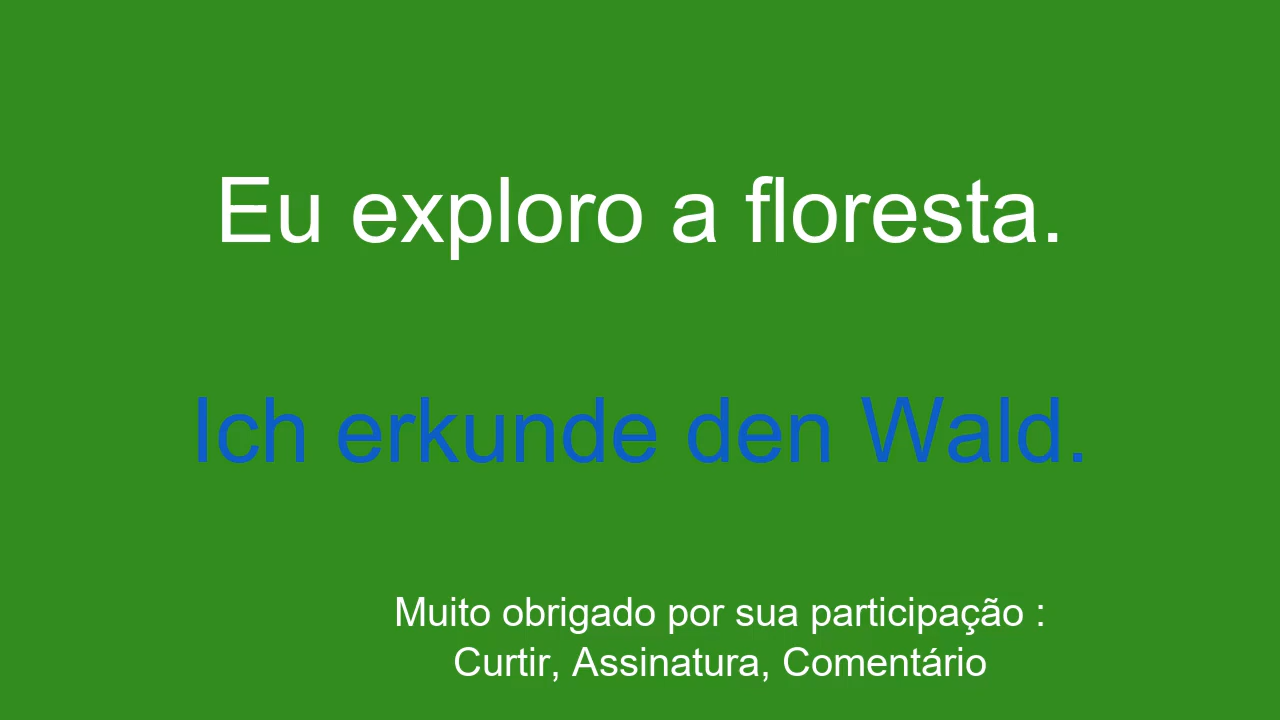 Eu exploro a floresta.
Ich erkunde den Wald.
Muito obrigado por sua participação :
Curtir, Assinatura, Comentário